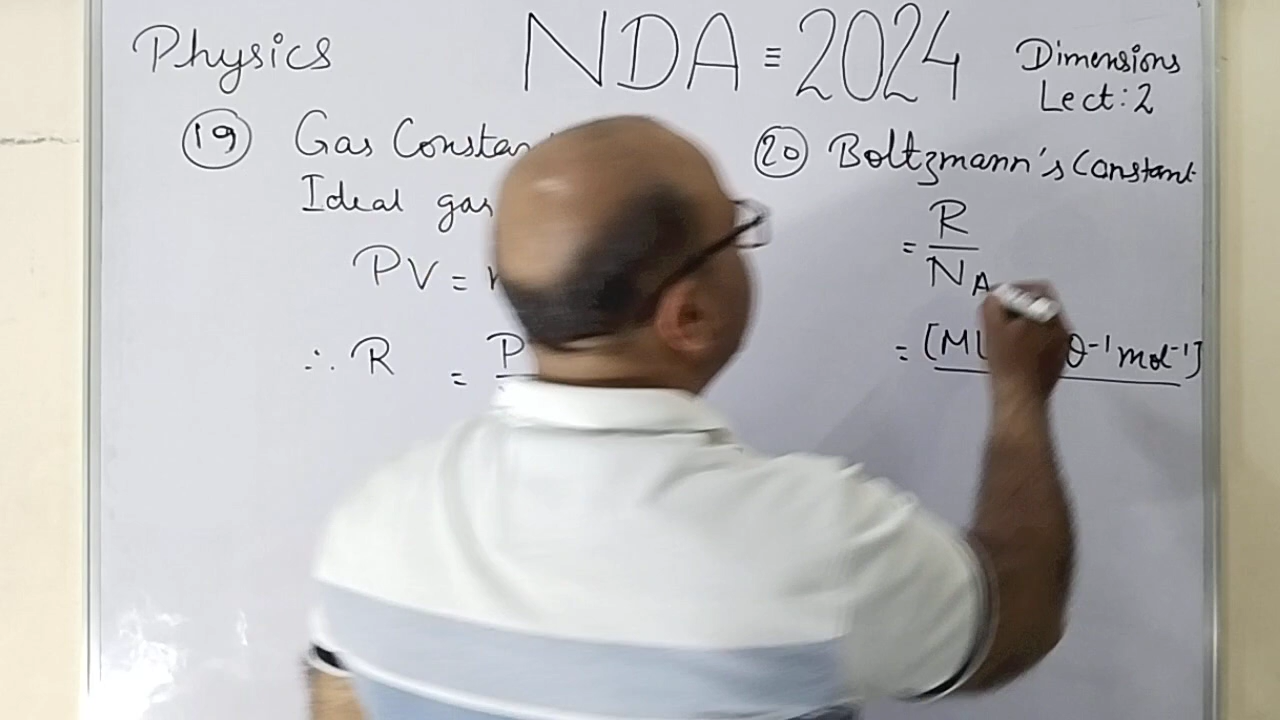 Physics
NDA ≡ 2024
Dimensions
Lect: 2
(19) Gas Constan
Ideal gas
PV =
∴ R = P
(20) Boltzmann's Constant
= R / NA
= [ML θ⁻¹ mol⁻¹]